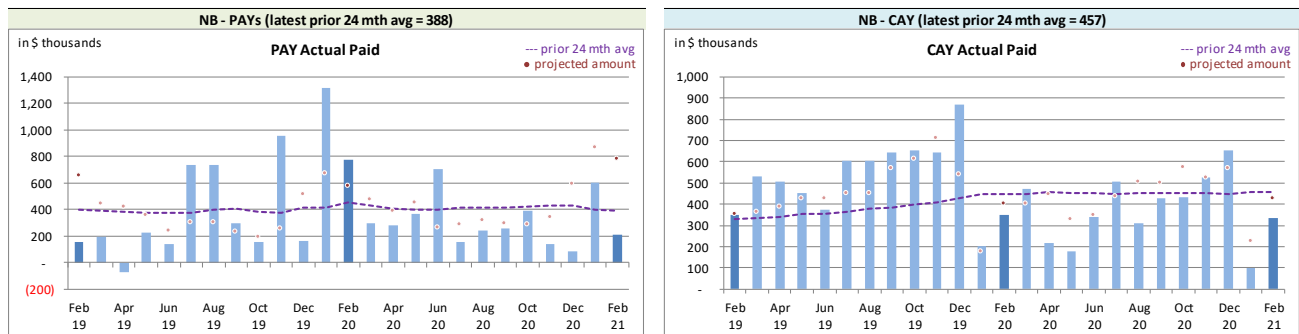 NB - PAYs (latest prior 24 mth avg = 388)
in $ thousands
PAY Actual Paid
--- prior 24 mth avg
• projected amount
1,400
1,200
1,000
800
600
400
200
-
(200)
Feb Apr Jun Aug Oct Dec Feb Apr Jun Aug Oct Dec Feb
19 19 19 19 19 19 20 20 20 20 20 20 21
NB - CAY (latest prior 24 mth avg = 457)
in $ thousands
CAY Actual Paid
--- prior 24 mth avg
• projected amount
1,000
900
800
700
600
500
400
300
200
100
-
Feb Apr Jun Aug Oct Dec Feb Apr Jun Aug Oct Dec Feb
19 19 19 19 19 19 20 20 20 20 20 20 21